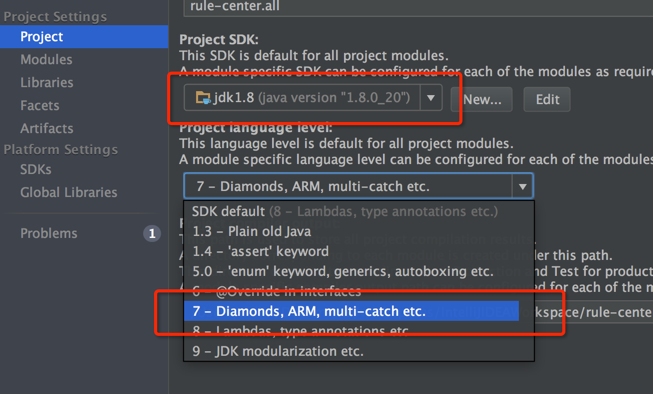 Project Settings
Project
Modules
Libraries
Facets
Artifacts
Platform Settings
SDKs
Global Libraries
Problems
1
rule-center.all
Project SDK:
This SDK is default for all project modules.
A module specific SDK can be configured for each of the modules as require
jdk1.8 (java version "1.8.0_20")
New...
Edit
Project language level:
This language level is default for all project modules.
A module specific language level can be configured for each of the modules
7 - Diamonds, ARM, multi-catch etc.
SDK default (8 - Lambdas, type annotations etc.)
1.3 - Plain old Java
1.4 - 'assert' keyword
under this path.
5.0 - 'enum' keyword, generics, autoboxing etc.
and Test for product
6 - @Override in interfaces
ed for each of the m
7 - Diamonds, ARM, multi-catch etc.
kspace/rule-cente
8 - Lambdas, type annotations etc.
9 - JDK modularization etc.